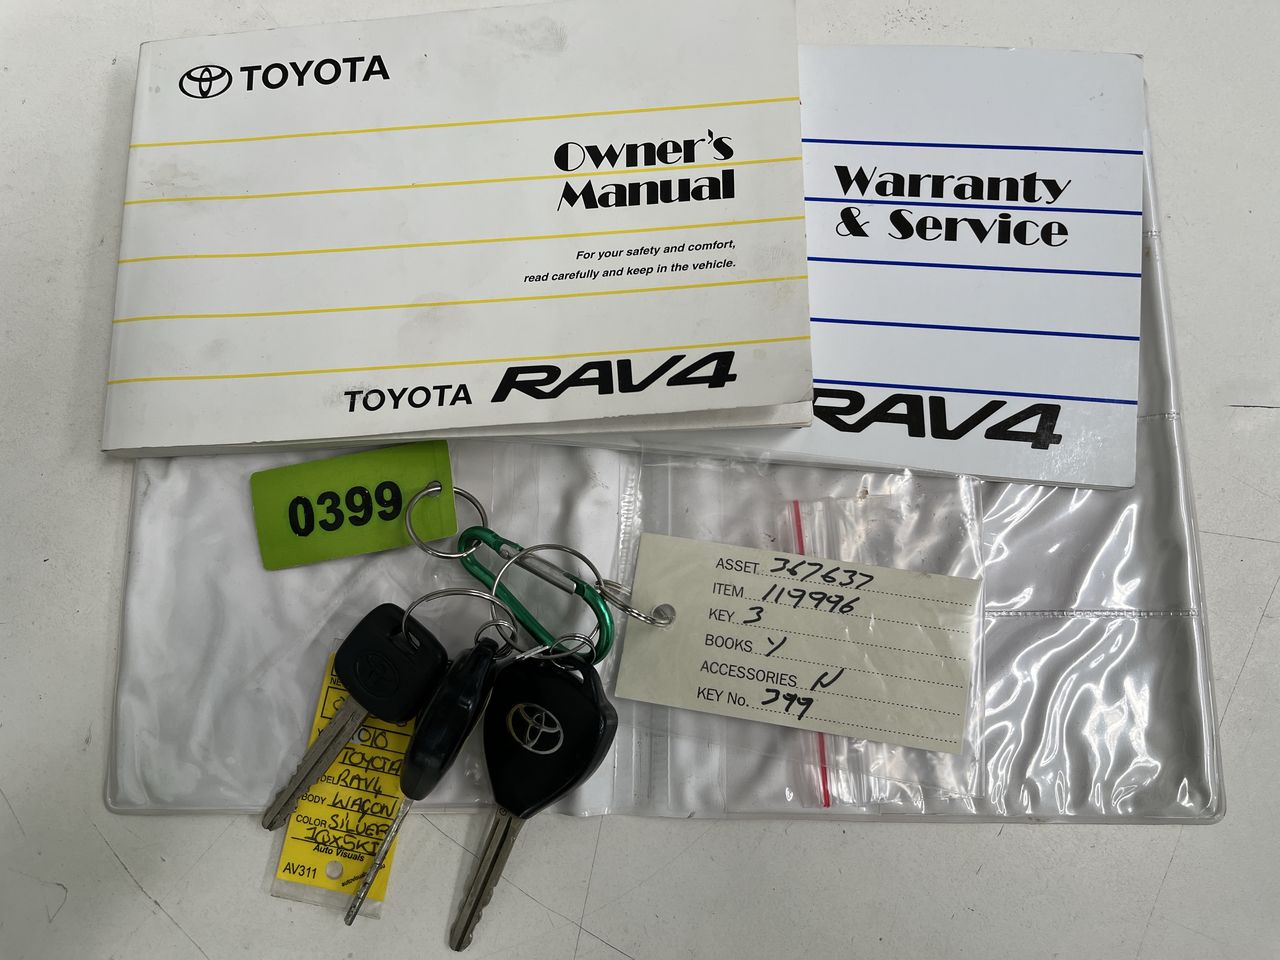 TOYOTA
Owner's
Manual
For your safety and comfort,
read carefully and keep in the vehicle.
TOYOTA RAV4
Warranty
& Service
RAV4
0399
ASSET 367637
ITEM 119996
KEY 3
BOOKS Y
ACCESSORIES N
KEY No. 399
TOYOTA
RAV4
BODY WAGON
COLOR SILVER
Auto Visuals
AV311